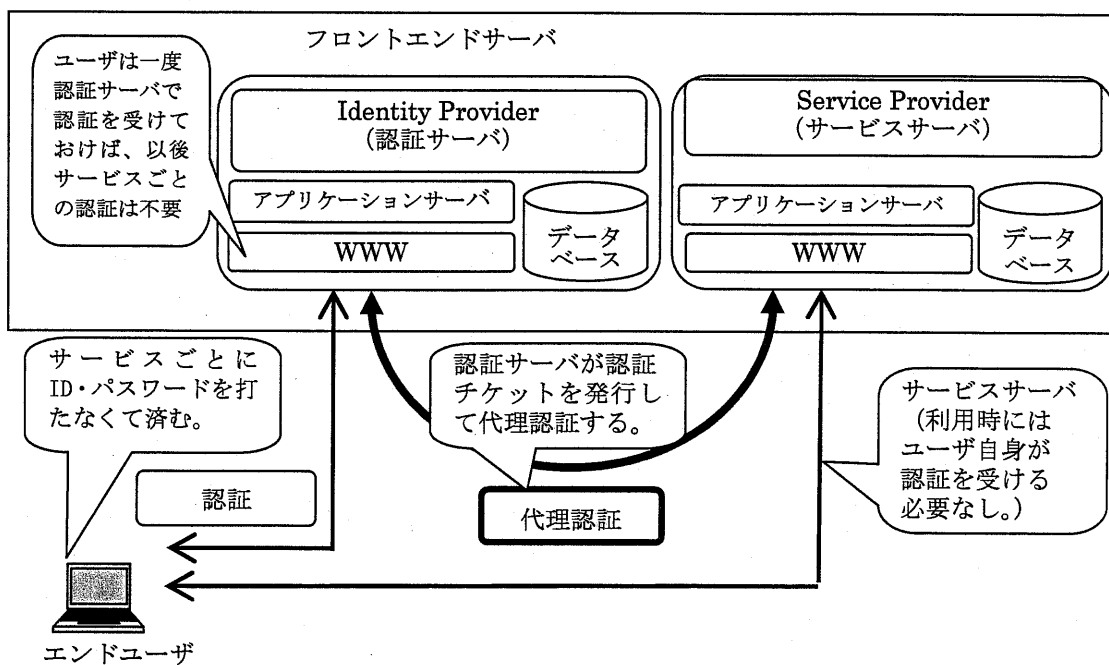 フロントエンドサーバ
ユーザは一度
認証サーバで
認証を受けて
おけば、以後
サービスごと
の認証は不要
Identity Provider
(認証サーバ)
アプリケーションサーバ
WWW
データ
ベース
Service Provider
(サービスサーバ)
アプリケーションサーバ
WWW
データ
ベース
サービスごとに
ID・パスワードを打
たなくて済む。
認証サーバが認証
チケットを発行し
て代理認証する。
サービスサーバ
(利用時には
ユーザ自身が
認証を受ける
必要なし。)
認証
代理認証
エンドユーザ